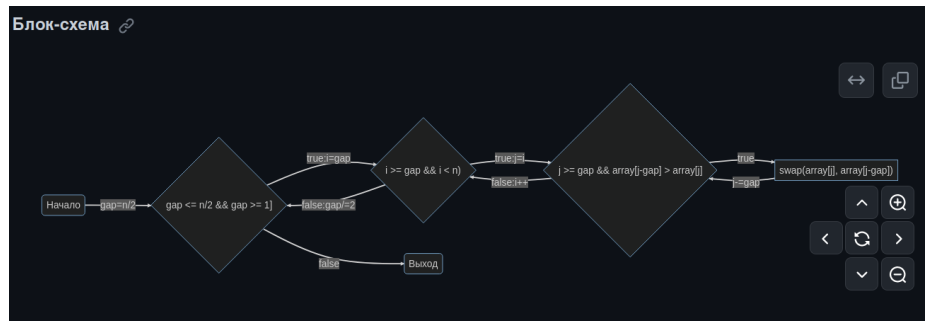 Блок-схема
Начало
gap=n/2
gap <= n/2 && gap >= 1]
true:i=gap
false:gap/=2
false
Выход
i >= gap && i < n)
true:j=i
false:i++
j >= gap && array[j-gap] > array[j]
true
j-=gap
swap(array[j], array[j-gap])